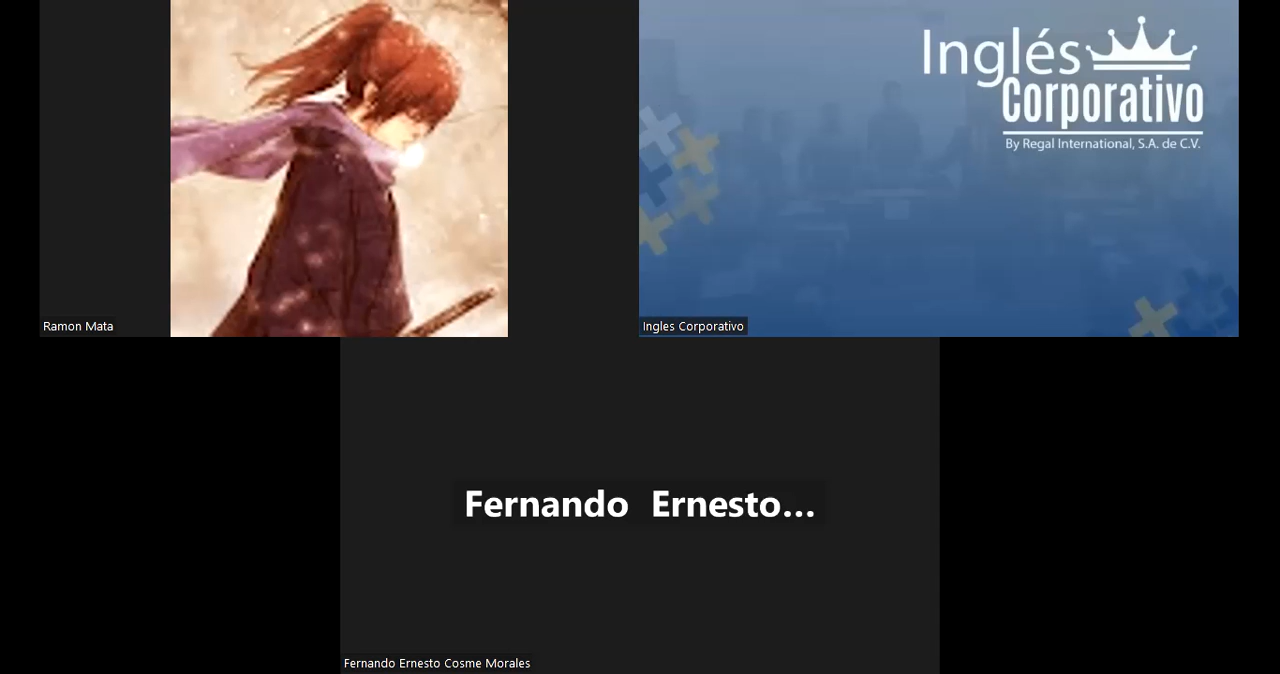 Inglés
Corporativo
By Regal International, S.A. de C.V.
Ramon Mata
Ingles Corporativo
Fernando Ernesto...
Fernando Ernesto Cosme Morales